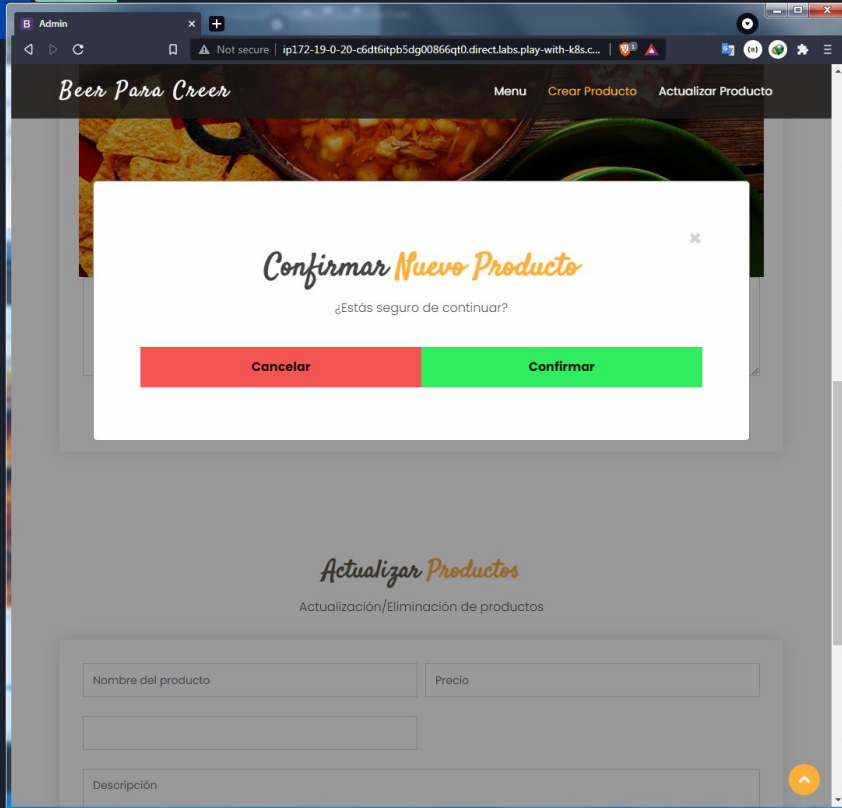 B Admin
Not secure ip172-19-0-20-c6dt6itpb5dg00866qt0.direct.labs.play-with-k8s.c...
Beer Para Creer
Menu Crear Producto Actualizar Producto
Confirmar Nuevo Producto
¿Estás seguro de continuar?
Cancelar Confirmar
Actualizar Productos
Actualización/Eliminación de productos
Nombre del producto Precio
Descripción